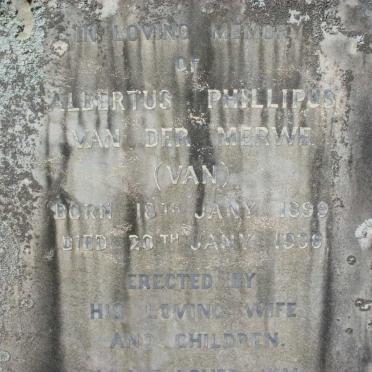 IN LOVING MEMORY
OF
ALBERTUS PHILLIPUS
VAN DER MERWE
(VAN)
BORN 18TH JANY 1899
DIED 20TH JANY
ERECTED BY
HIS LOVING WIFE
AND CHILDREN.